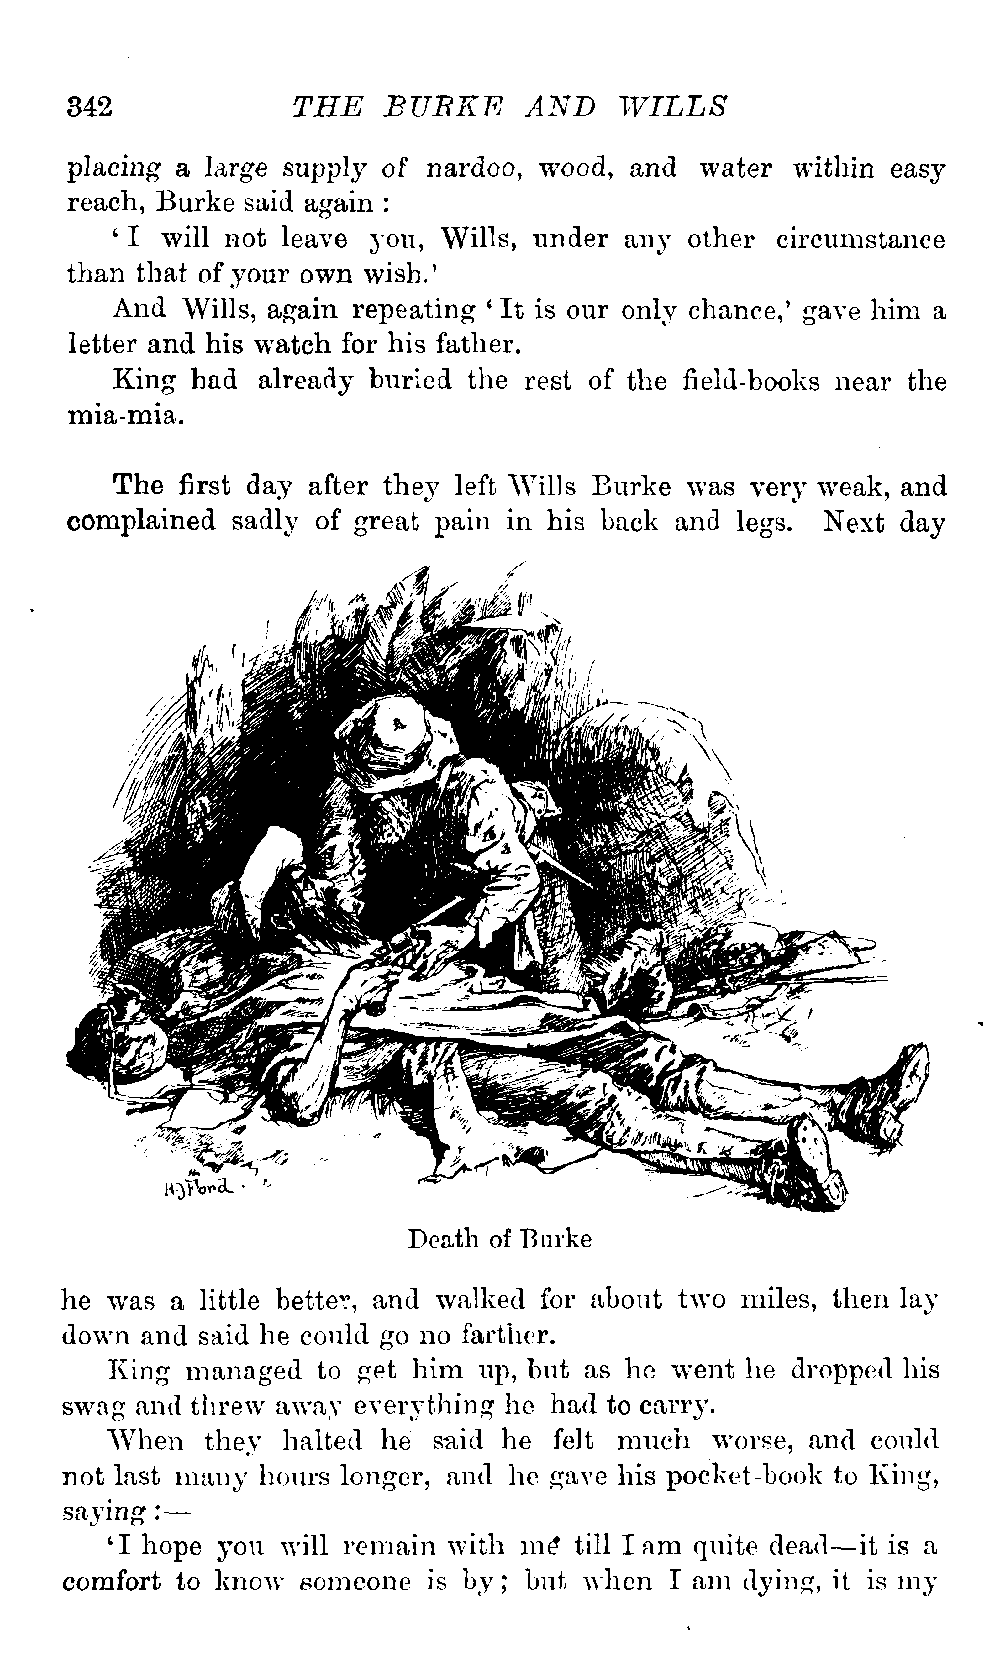 342 THE BURKE AND WILLS
placing a large supply of nardoo, wood, and water within easy
reach, Burke said again :
‘ I will not leave you, Wills, under any other circumstance
than that of your own wish.’
And Wills, again repeating ‘ It is our only chance,’ gave him a
letter and his watch for his father.
King had already buried the rest of the field-books near the
mia-mia.
The first day after they left Wills Burke was very weak, and
complained sadly of great pain in his back and legs. Next day
H.J.Ford.
Death of Burke
he was a little better, and walked for about two miles, then lay
down and said he could go no farther.
King managed to get him up, but as he went he dropped his
swag and threw away everything he had to carry.
When they halted he said he felt much worse, and could
not last many hours longer, and he gave his pocket-book to King,
saying :—
‘I hope you will remain with me till I am quite dead—it is a
comfort to know someone is by ; but when I am dying, it is my